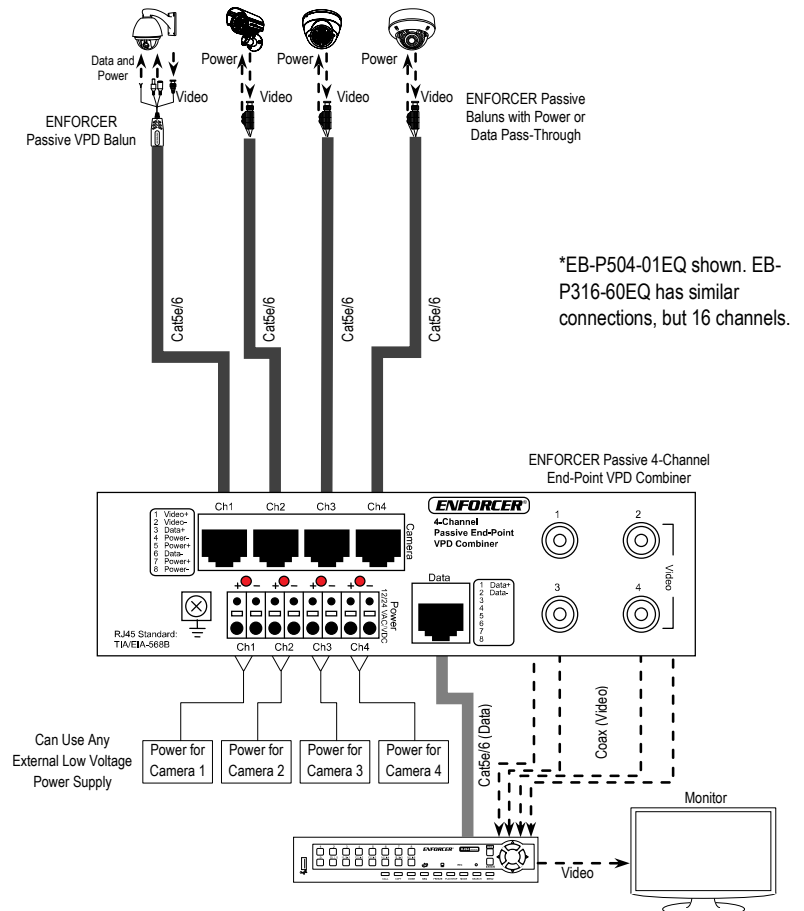 Data and
Power
Video
Power
Video
Power
Video
Power
Video
ENFORCER
Passive VPD Balun
ENFORCER Passive
Baluns with Power or
Data Pass-Through
Cat5e/6
Cat5e/6
Cat5e/6
Cat5e/6
*EB-P504-01EQ shown. EB-
P316-60EQ has similar
connections, but 16 channels.
ENFORCER Passive 4-Channel
End-Point VPD Combiner
1 Video+
2 Video-
3 Data+
4 Power-
5 Power+
6 Data-
7 Power+
8 Power-
Ch1
Ch2
Ch3
Ch4
Camera
ENFORCER®
4-Channel
Passive End-Point
VPD Combiner
1
2
3
4
Video
+ -
+ -
+ -
+ -
Power
12/24 VAC/VDC
Data
1 Data+
2 Data-
3
4
5
6
7
8
RJ45 Standard:
TIA/EIA-568B
Ch1
Ch2
Ch3
Ch4
Can Use Any
External Low Voltage
Power Supply
Power for
Camera 1
Power for
Camera 2
Power for
Camera 3
Power for
Camera 4
Cat5e/6 (Data)
Coax (Video)
ENFORCER
Video
Monitor